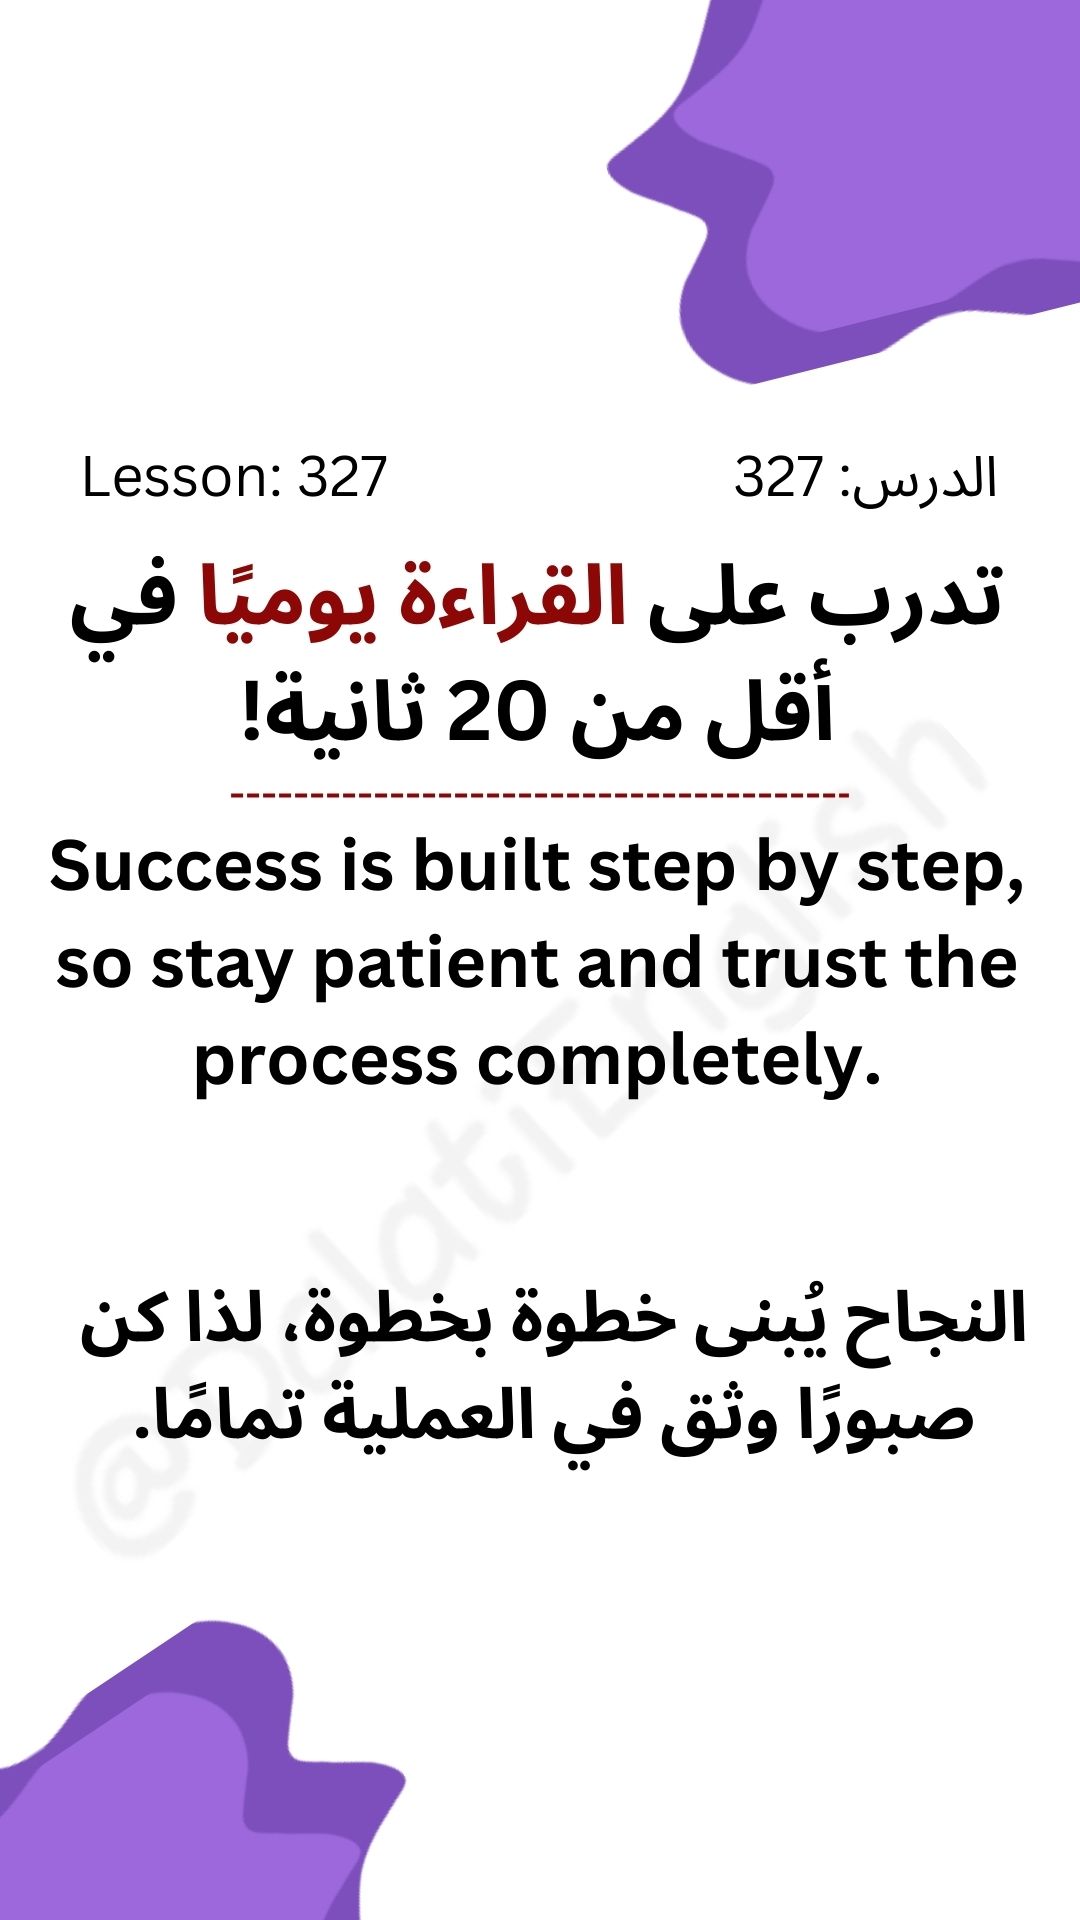 Lesson: 327
الدرس: 327
تدرب على القراءة يوميًا في
أقل من 20 ثانية!
---------------------------------------
Success is built step by step,
so stay patient and trust the
process completely.
النجاح يُبنى خطوة بخطوة، لذا كن
صبورًا وثق في العملية تمامًا.
@DalatiEnglish